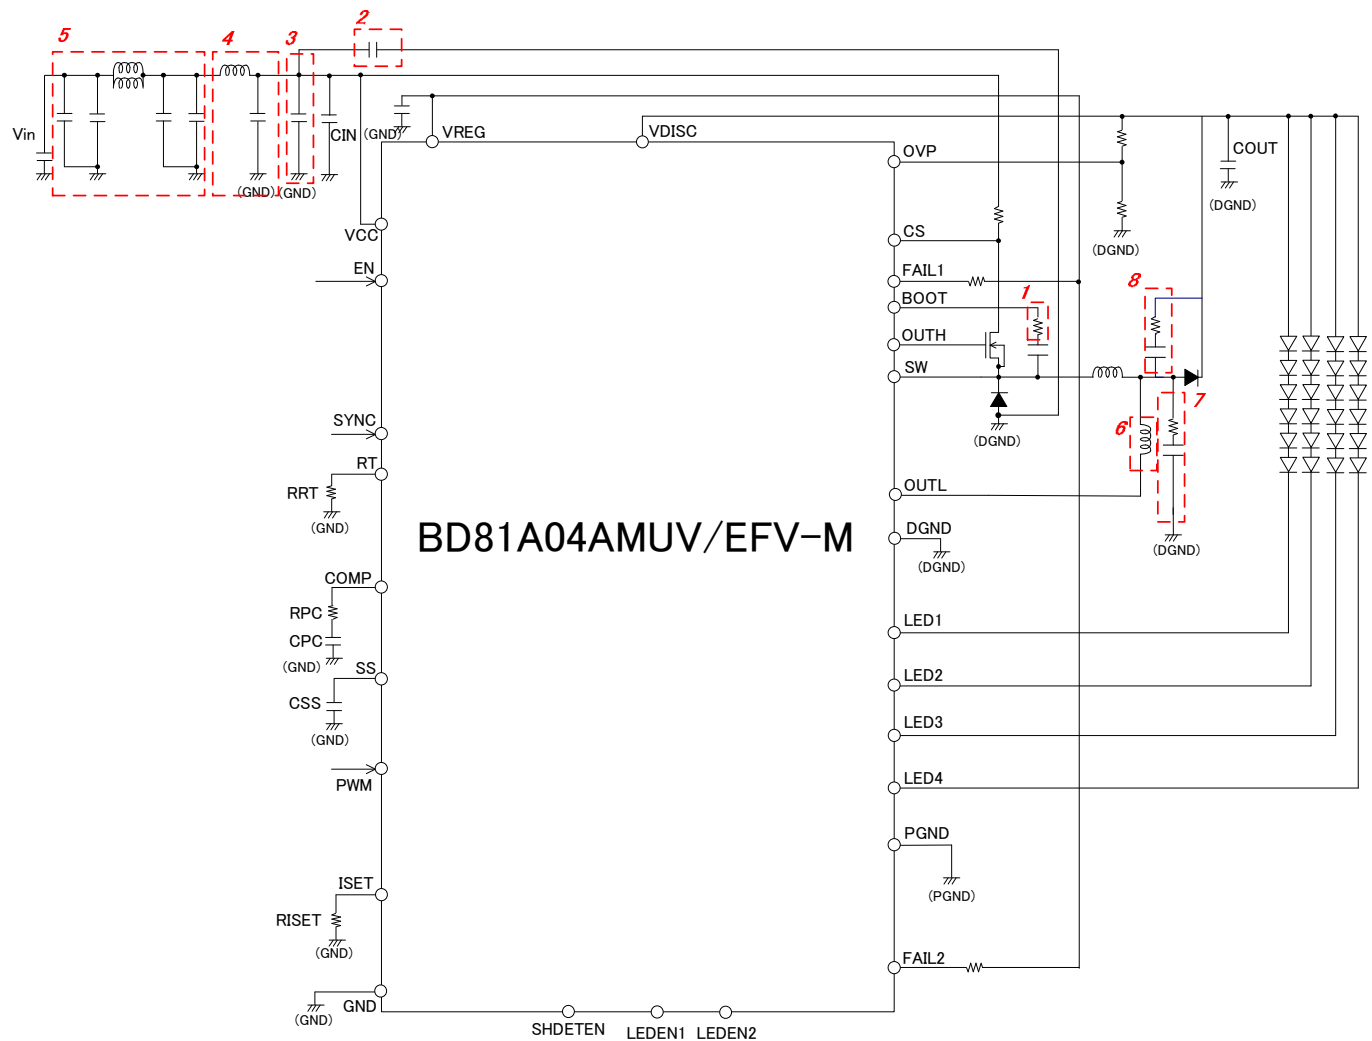 5
4
3
2
Vin
(GND)
(GND)
CIN
(GND)
VREG
VDISC
OVP
COUT
(DGND)
(DGND)
VCC
CS
EN
FAIL1
BOOT
1
8
OUTH
SW
(DGND)
7
6
SYNC
RT
RRT
(GND)
OUTL
DGND
(DGND)
(DGND)
BD81A04AMUV/EFV-M
COMP
RPC
CPC
(GND)
SS
CSS
(GND)
LED1
LED2
LED3
PWM
LED4
PGND
(PGND)
ISET
RISET
(GND)
FAIL2
GND
(GND)
SHDETEN
LEDEN1
LEDEN2